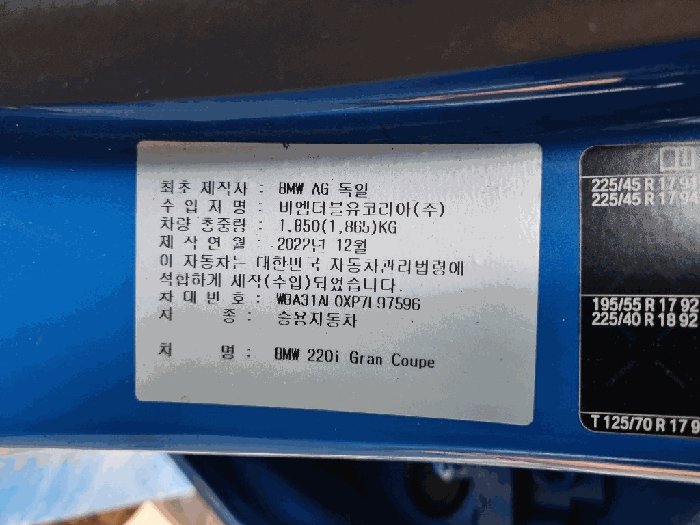 최초 제작사 : BMW AG 독일
수 입 자 명 : 비엠더블유코리아(주)
차량 총중량 : 1,850(1,865)KG
제 작 연 월 : 2022년 12월
이 자동차는 대한민국 자동차관리법령에
적합하게 제작(수입)되었습니다.
차 대 번 호 : WBA31AL0XP7L97596
차 종 : 승용자동차
차 명 : BMW 220i Gran Coupe
225/45 R 17 91
225/45 R 17 94
195/55 R 17 92
225/40 R 18 92
T 125/70 R 17 9